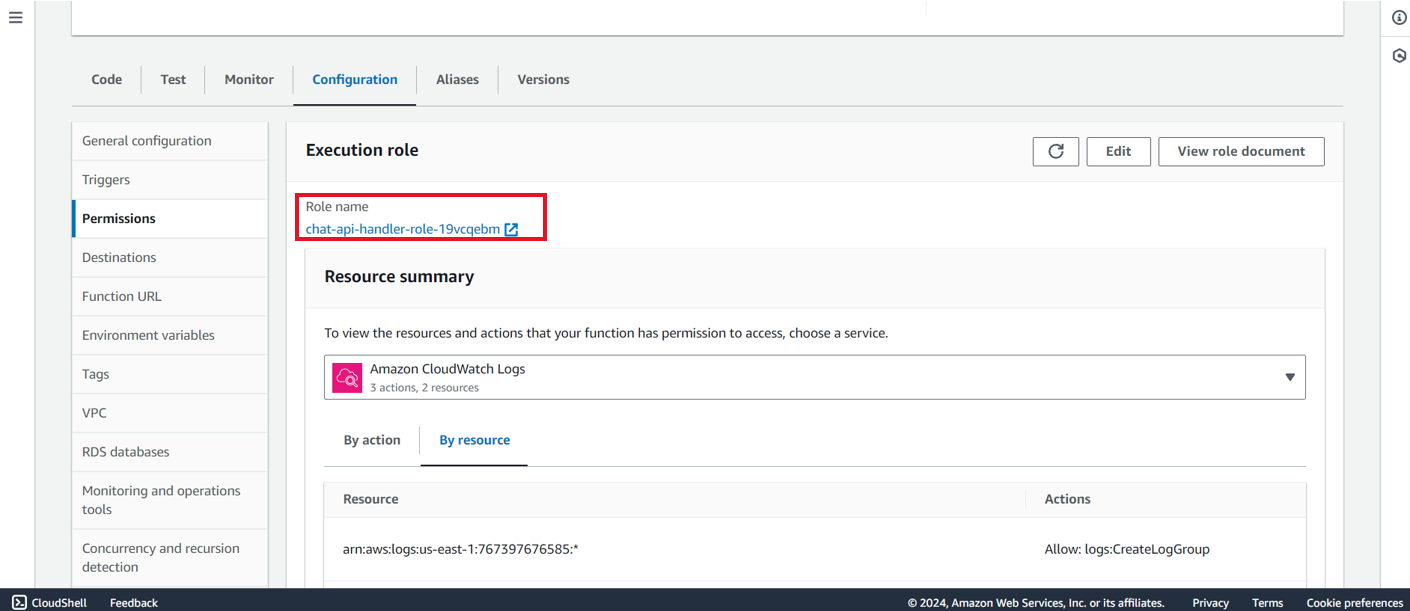 Code Test Monitor Configuration Aliases Versions
General configuration
Triggers
Permissions
Destinations
Function URL
Environment variables
Tags
VPC
RDS databases
Monitoring and operations
tools
Concurrency and recursion
detection
Execution role
Edit
View role document
Role name
chat-api-handler-role-19vcqebm
Resource summary
To view the resources and actions that your function has permission to access, choose a service.
Amazon CloudWatch Logs
3 actions, 2 resources
By action By resource
Resource Actions
arn:aws:logs:us-east-1:767397676585:* Allow: logs:CreateLogGroup
CloudShell Feedback © 2024, Amazon Web Services, Inc. or its affiliates. Privacy Terms Cookie preferences